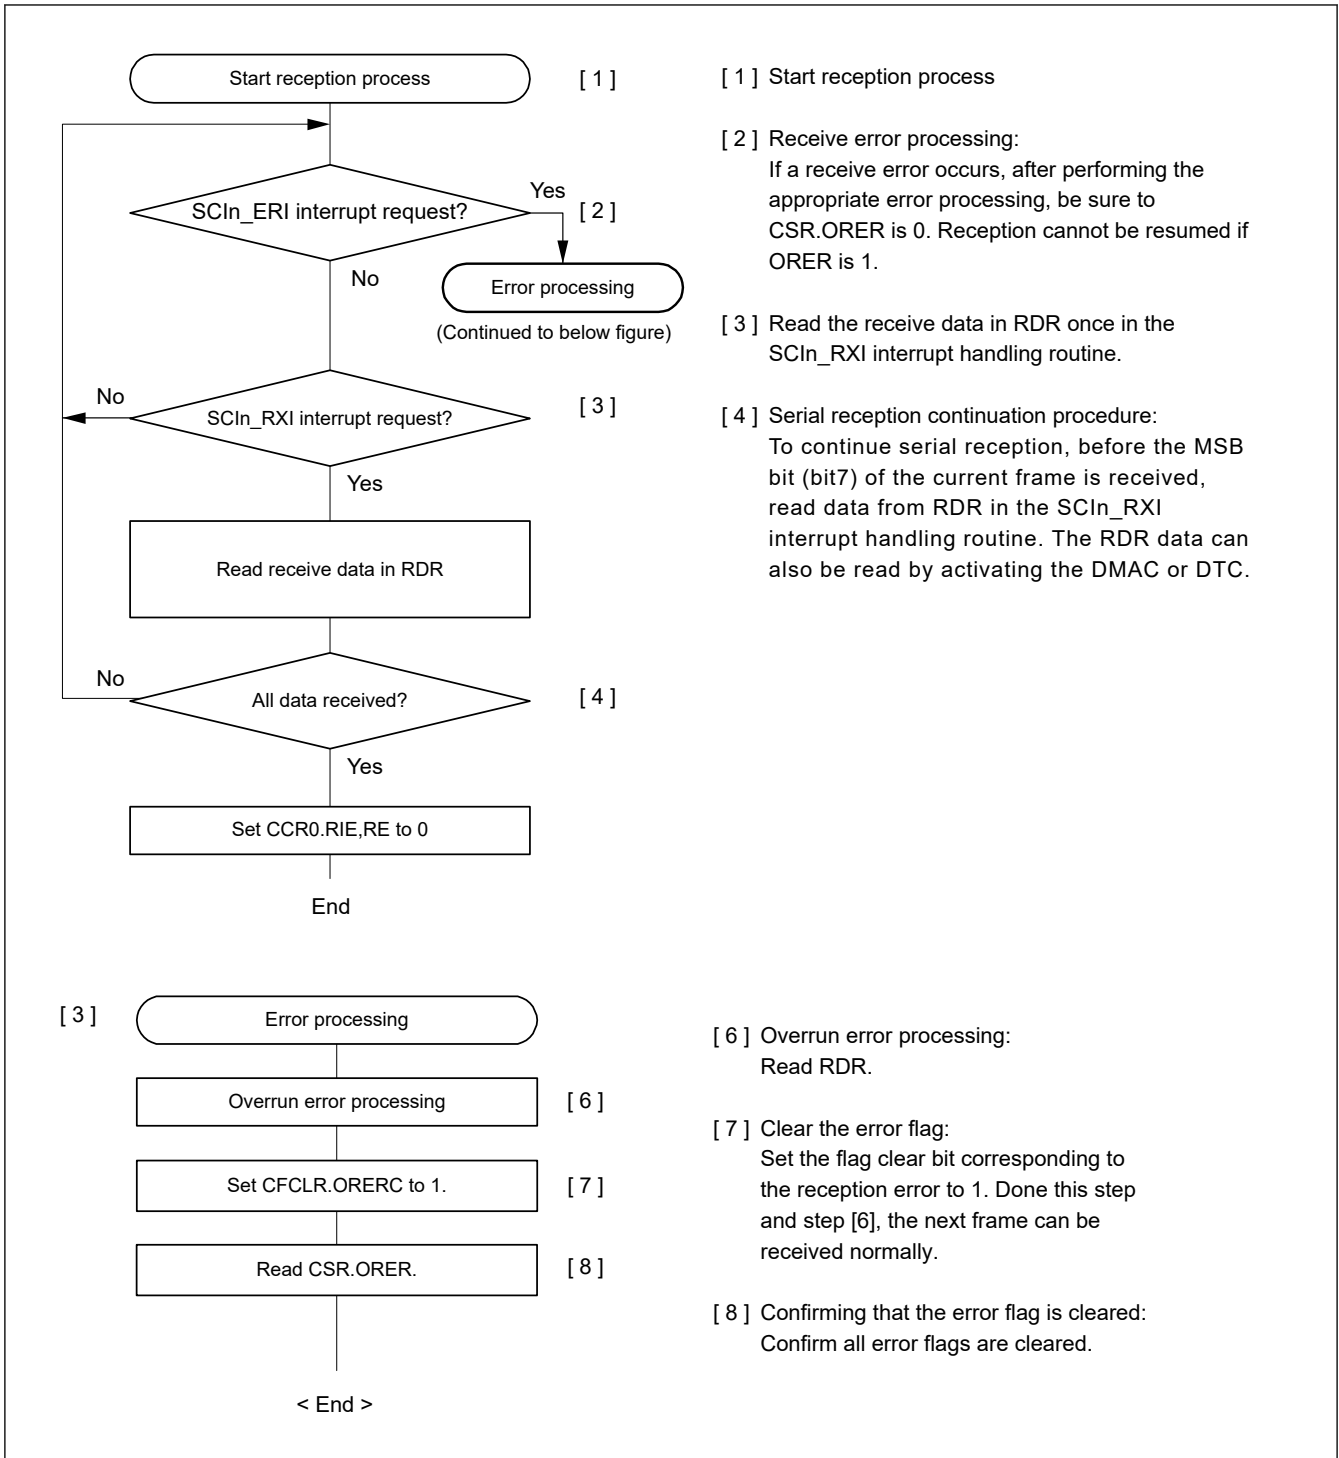 Start reception process
[ 1 ]
SCIn_ERI interrupt request?
Yes
[ 2 ]
No
Error processing
(Continued to below figure)
No
SCIn_RXI interrupt request?
[ 3 ]
Yes
Read receive data in RDR
No
All data received?
[ 4 ]
Yes
Set CCR0.RIE,RE to 0
End
[ 1 ] Start reception process
[ 2 ] Receive error processing:
If a receive error occurs, after performing the
appropriate error processing, be sure to
CSR.ORER is 0. Reception cannot be resumed if
ORER is 1.
[ 3 ] Read the receive data in RDR once in the
SCIn_RXI interrupt handling routine.
[ 4 ] Serial reception continuation procedure:
To continue serial reception, before the MSB
bit (bit7) of the current frame is received,
read data from RDR in the SCIn_RXI
interrupt handling routine. The RDR data can
also be read by activating the DMAC or DTC.
[ 3 ]
Error processing
Overrun error processing
[ 6 ]
Set CFCLR.ORERC to 1.
[ 7 ]
Read CSR.ORER.
[ 8 ]
< End >
[ 6 ] Overrun error processing:
Read RDR.
[ 7 ] Clear the error flag:
Set the flag clear bit corresponding to
the reception error to 1. Done this step
and step [6], the next frame can be
received normally.
[ 8 ] Confirming that the error flag is cleared:
Confirm all error flags are cleared.